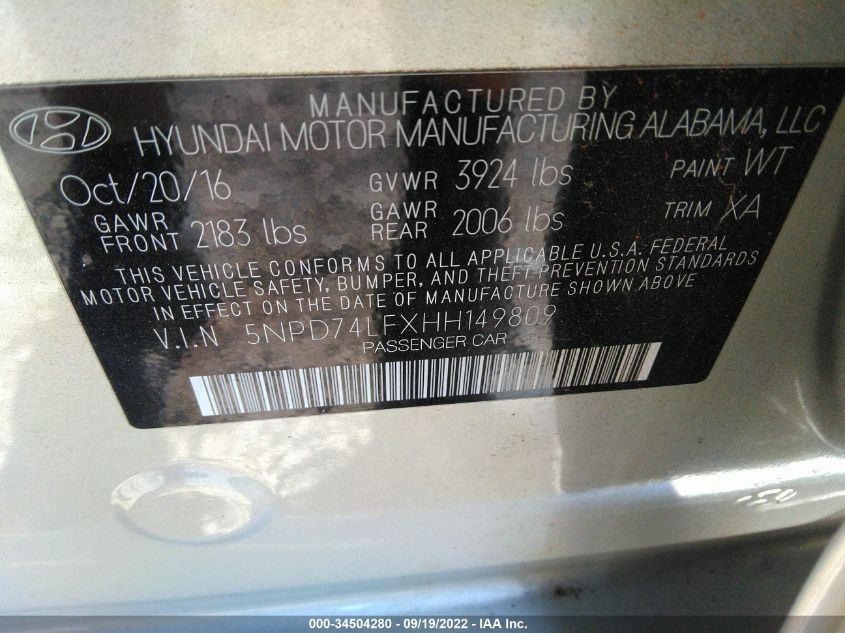 MANUFACTURED BY
HYUNDAI MOTOR MANUFACTURING ALABAMA, LLC
Oct/20/16 GVWR 3924 lbs PAINT WT
GAWR FRONT 2183 lbs GAWR REAR 2006 lbs TRIM XA
THIS VEHICLE CONFORMS TO ALL APPLICABLE U.S.A. FEDERAL
MOTOR VEHICLE SAFETY, BUMPER, AND THEFT PREVENTION STANDARDS
IN EFFECT ON THE DATE OF MANUFACTURE SHOWN ABOVE
V.I.N 5NPD74LFXHH149809
PASSENGER CAR
000-34504280 - 09/19/2022 - IAA Inc.